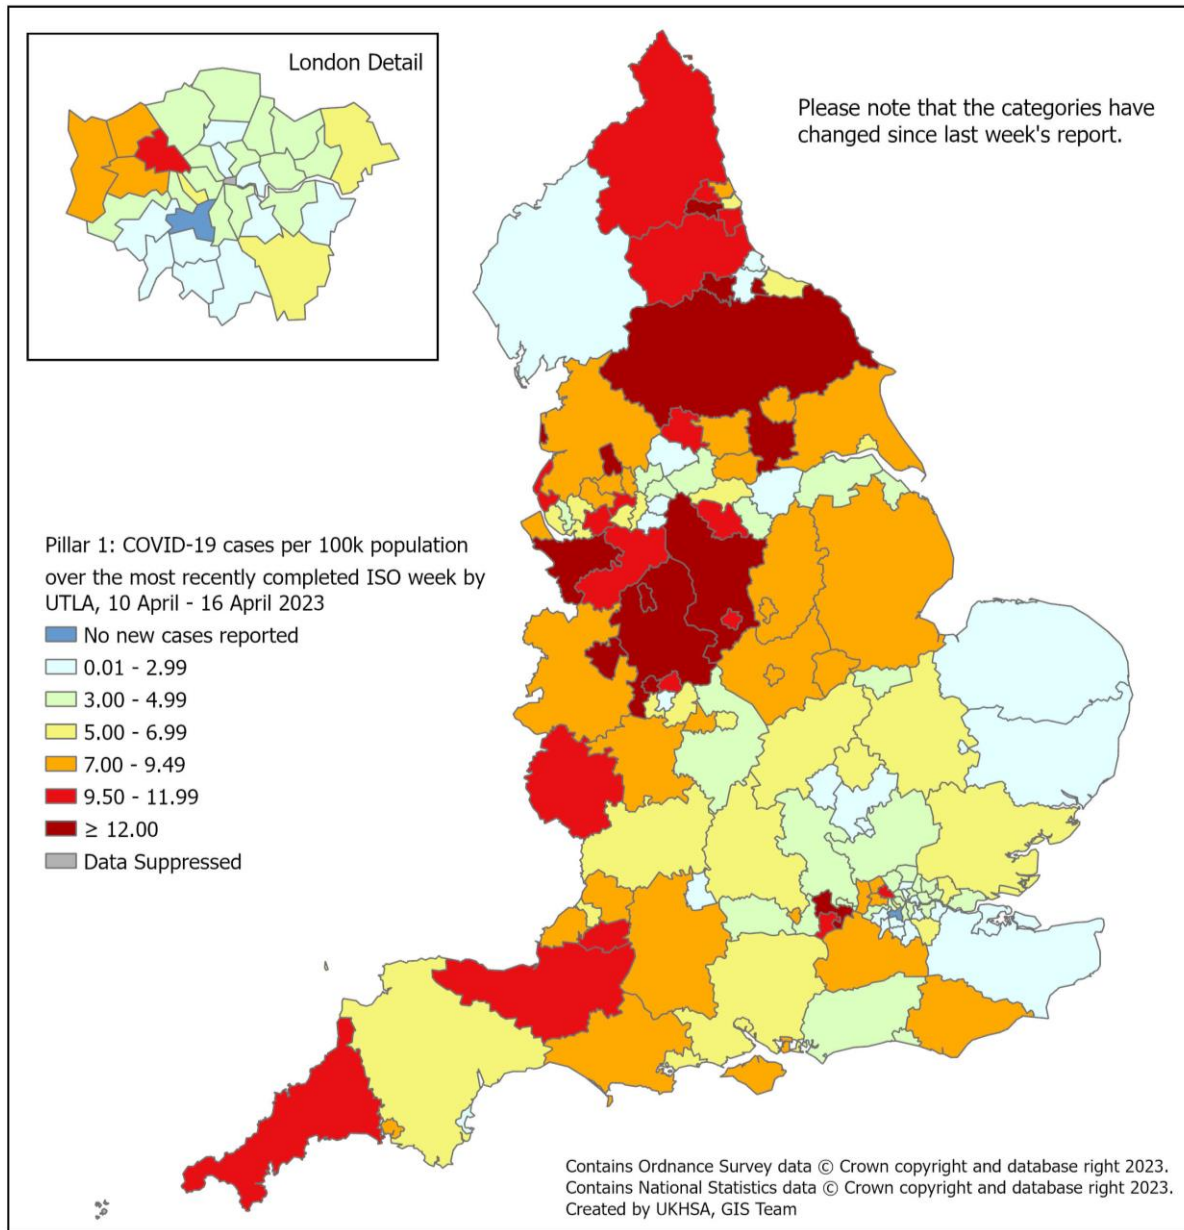 London Detail
Please note that the categories have
changed since last week's report.
Pillar 1: COVID-19 cases per 100k population
over the most recently completed ISO week by
UTLA, 10 April - 16 April 2023
No new cases reported
0.01 - 2.99
3.00 - 4.99
5.00 - 6.99
7.00 - 9.49
9.50 - 11.99
≥ 12.00
Data Suppressed
Contains Ordnance Survey data © Crown copyright and database right 2023.
Contains National Statistics data © Crown copyright and database right 2023.
Created by UKHSA, GIS Team